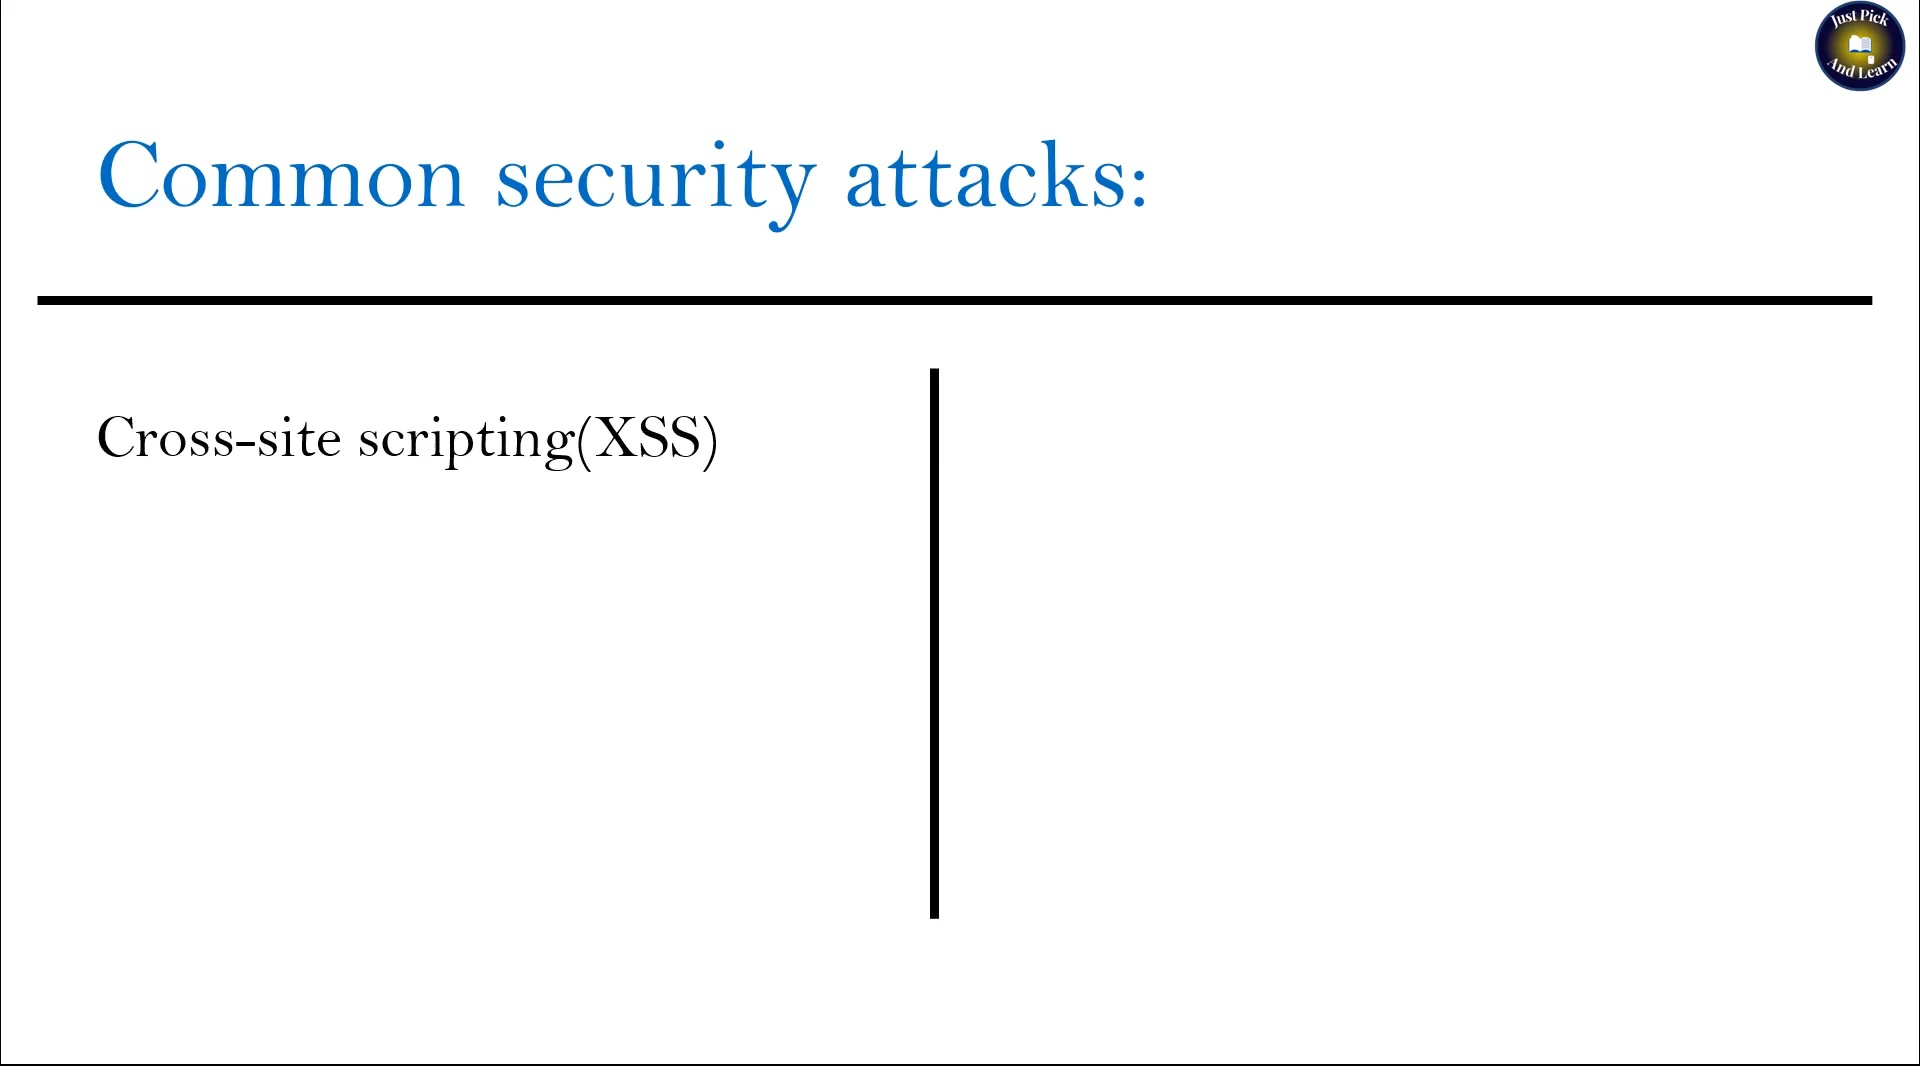 Just Pick
And Learn
Common security attacks:
Cross-site scripting(XSS)